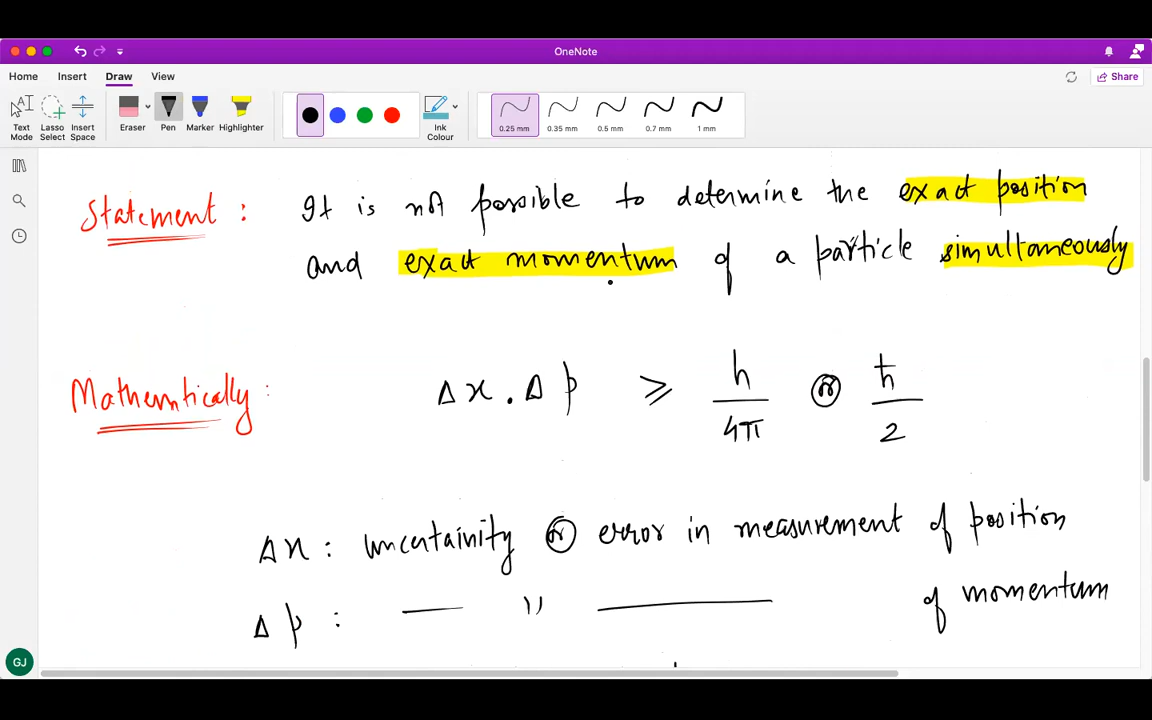 OneNote
Home Insert Draw View
Share
Text Mode
Lasso Select
Insert Space
Eraser
Pen
Marker
Highlighter
Ink Colour
0.25 mm
0.35 mm
0.5 mm
0.7 mm
1 mm
Statement : It is not possible to determine the exact position
and exact momentum of a particle simultaneously
Mathematically : Δx . Δp ≥ h/4π or ħ/2
Δx : uncertainity or error in measurement of position
Δp : — " — of momentum
GJ